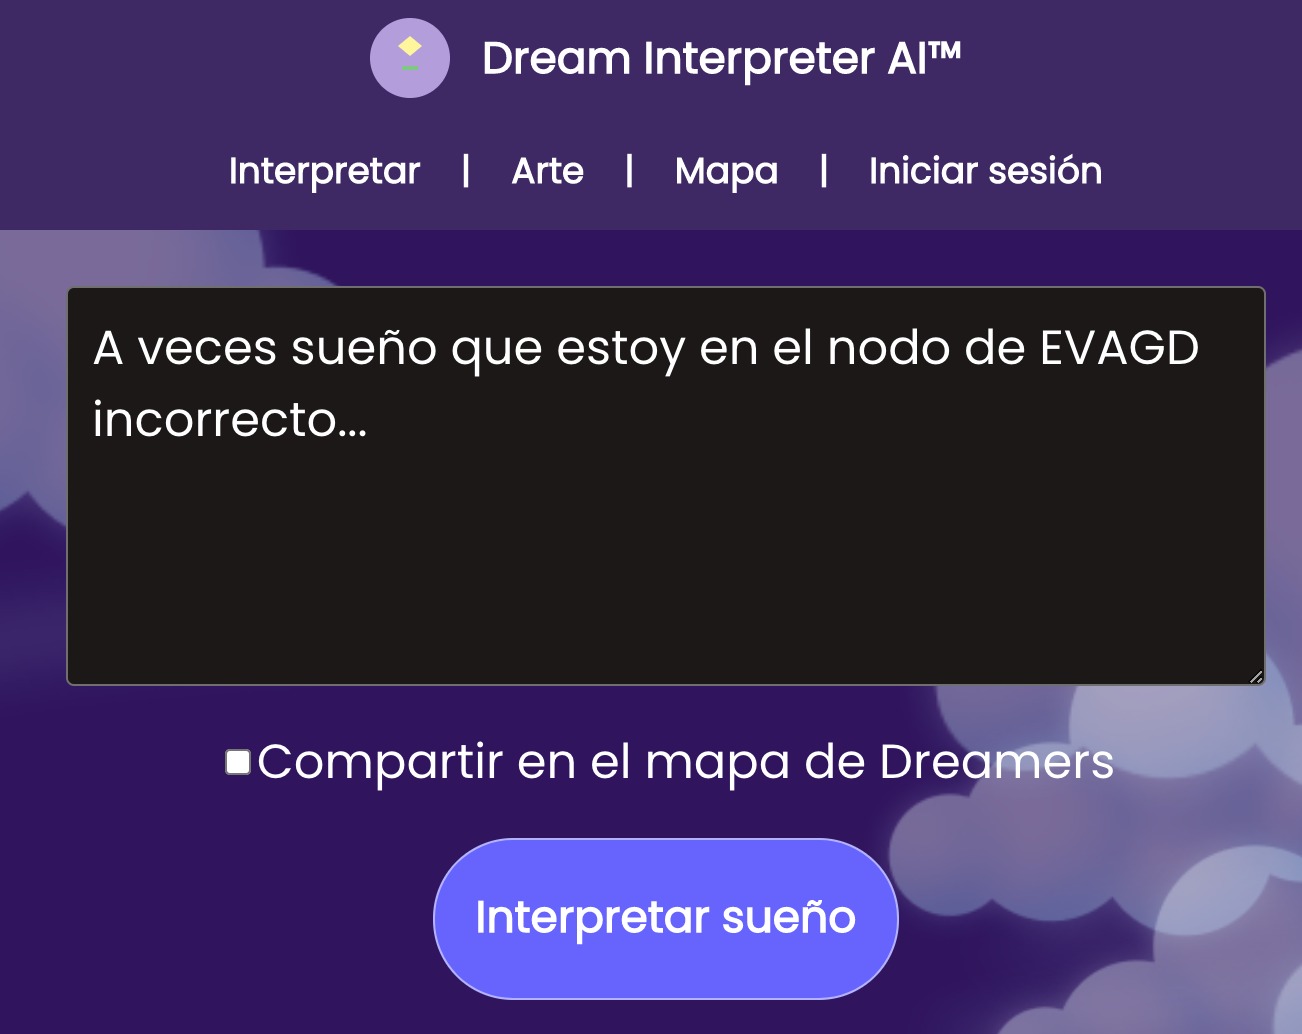 Dream Interpreter AI™
Interpretar | Arte | Mapa | Iniciar sesión
A veces sueño que estoy en el nodo de EVAGD
incorrecto...
Compartir en el mapa de Dreamers
Interpretar sueño